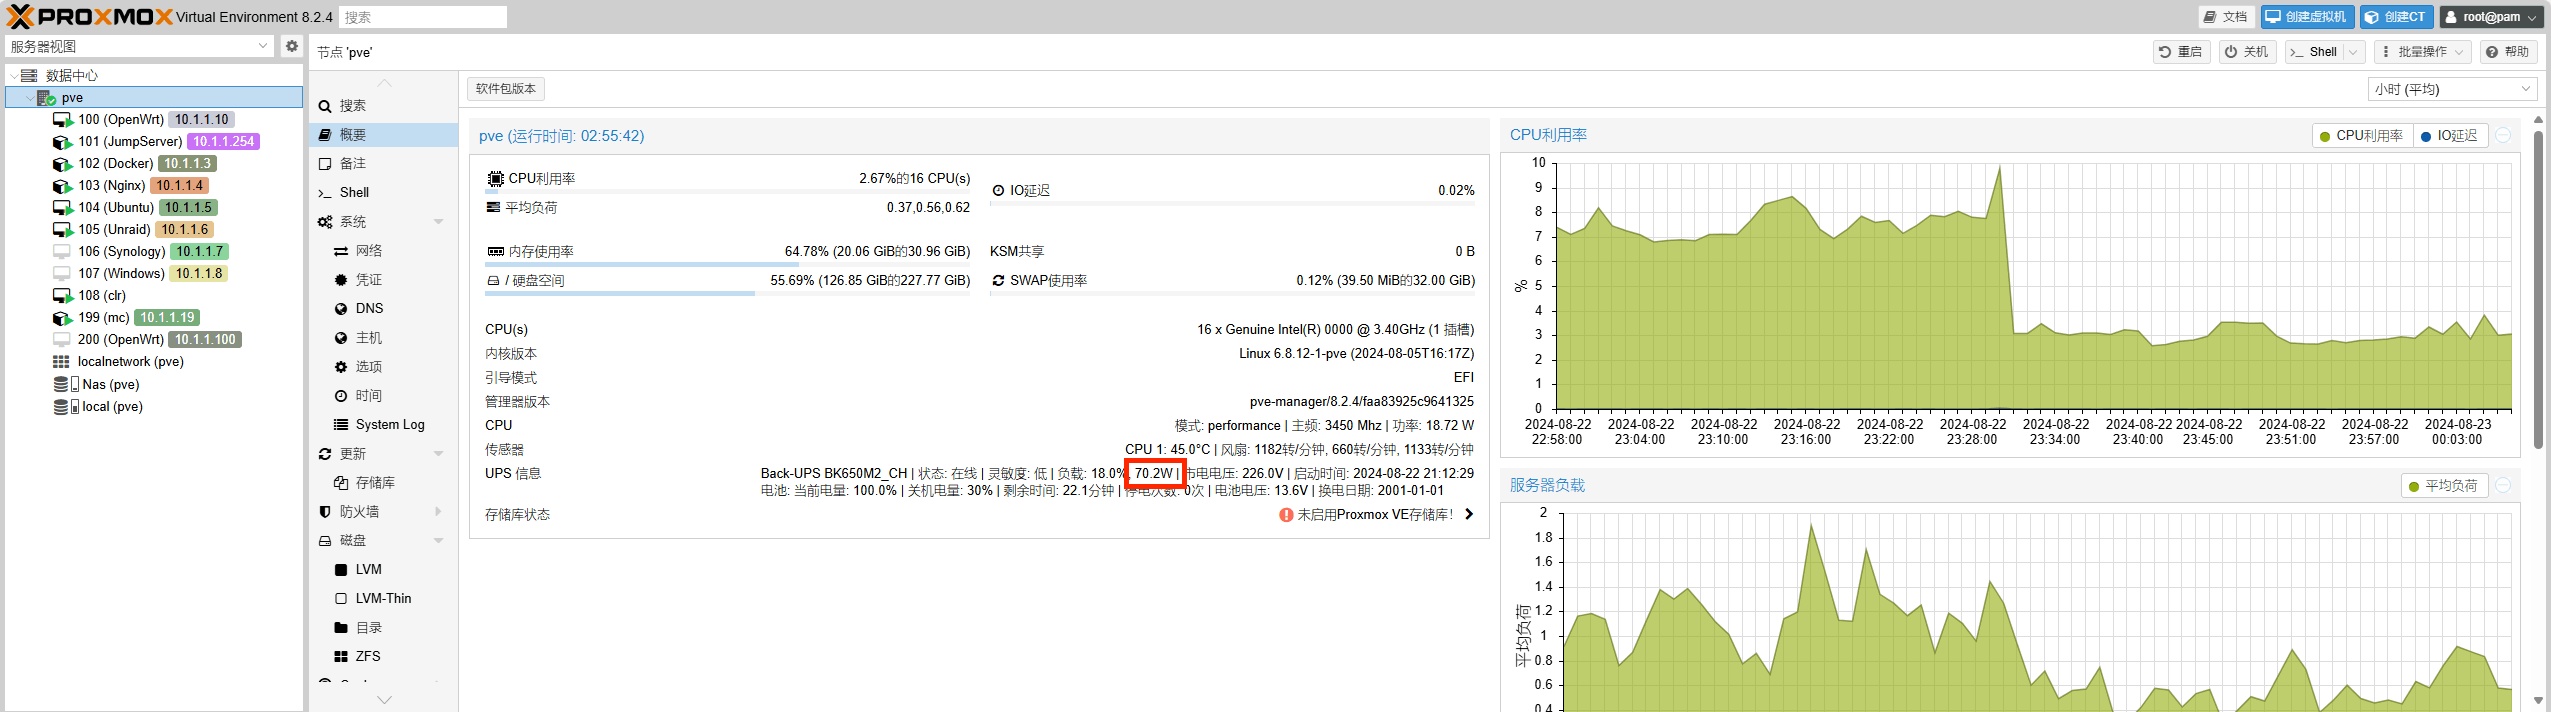 PROXMOX Virtual Environment 8.2.4 搜索 文档 创建虚拟机 创建CT root@pam
服务器视图
数据中心
pve
100 (OpenWrt) 10.1.1.10
101 (JumpServer) 10.1.1.254
102 (Docker) 10.1.1.3
103 (Nginx) 10.1.1.4
104 (Ubuntu) 10.1.1.5
105 (Unraid) 10.1.1.6
106 (Synology) 10.1.1.7
107 (Windows) 10.1.1.8
108 (clr)
199 (mc) 10.1.1.19
200 (OpenWrt) 10.1.1.100
localnetwork (pve)
Nas (pve)
local (pve)
节点 'pve' 重启 关机 Shell 批量操作 帮助
搜索
概要
备注
Shell
系统
网络
凭证
DNS
主机
选项
时间
System Log
更新
存储库
防火墙
磁盘
LVM
LVM-Thin
目录
ZFS
软件包版本 小时 (平均)
pve (运行时间: 02:55:42)
CPU利用率 2.67%的16 CPU(s)
IO延迟 0.02%
平均负荷 0.37,0.56,0.62
内存使用率 64.78% (20.06 GiB的30.96 GiB)
KSM共享 0 B
/ 硬盘空间 55.69% (126.85 GiB的227.77 GiB)
SWAP使用率 0.12% (39.50 MiB的32.00 GiB)
CPU(s) 16 x Genuine Intel(R) 0000 @ 3.40GHz (1 插槽)
内核版本 Linux 6.8.12-1-pve (2024-08-05T16:17Z)
引导模式 EFI
管理器版本 pve-manager/8.2.4/faa83925c9641325
CPU 模式: performance | 主频: 3450 Mhz | 功率: 18.72 W
传感器 CPU 1: 45.0°C | 风扇: 1182转/分钟, 660转/分钟, 1133转/分钟
UPS 信息 Back-UPS BK650M2_CH | 状态: 在线 | 灵敏度: 低 | 负载: 18.0%, 70.2W | 市电电压: 226.0V | 启动时间: 2024-08-22 21:12:29
电池: 当前电量: 100.0% | 关机电量: 30% | 剩余时间: 22.1分钟 | 停电次数: 0次 | 电池电压: 13.6V | 换电日期: 2001-01-01
存储库状态 未启用Proxmox VE存储库!
CPU利用率 CPU利用率 IO延迟
10
9
8
7
6
5
4
3
2
1
0
%
2024-08-22 22:58:00
2024-08-22 23:04:00
2024-08-22 23:10:00
2024-08-22 23:16:00
2024-08-22 23:22:00
2024-08-22 23:28:00
2024-08-22 23:34:00
2024-08-22 23:40:00
2024-08-22 23:45:00
2024-08-22 23:51:00
2024-08-22 23:57:00
2024-08-23 00:03:00
服务器负载 平均负荷
2
1.8
1.6
1.4
1.2
1
0.8
0.6
0.4
平均负荷